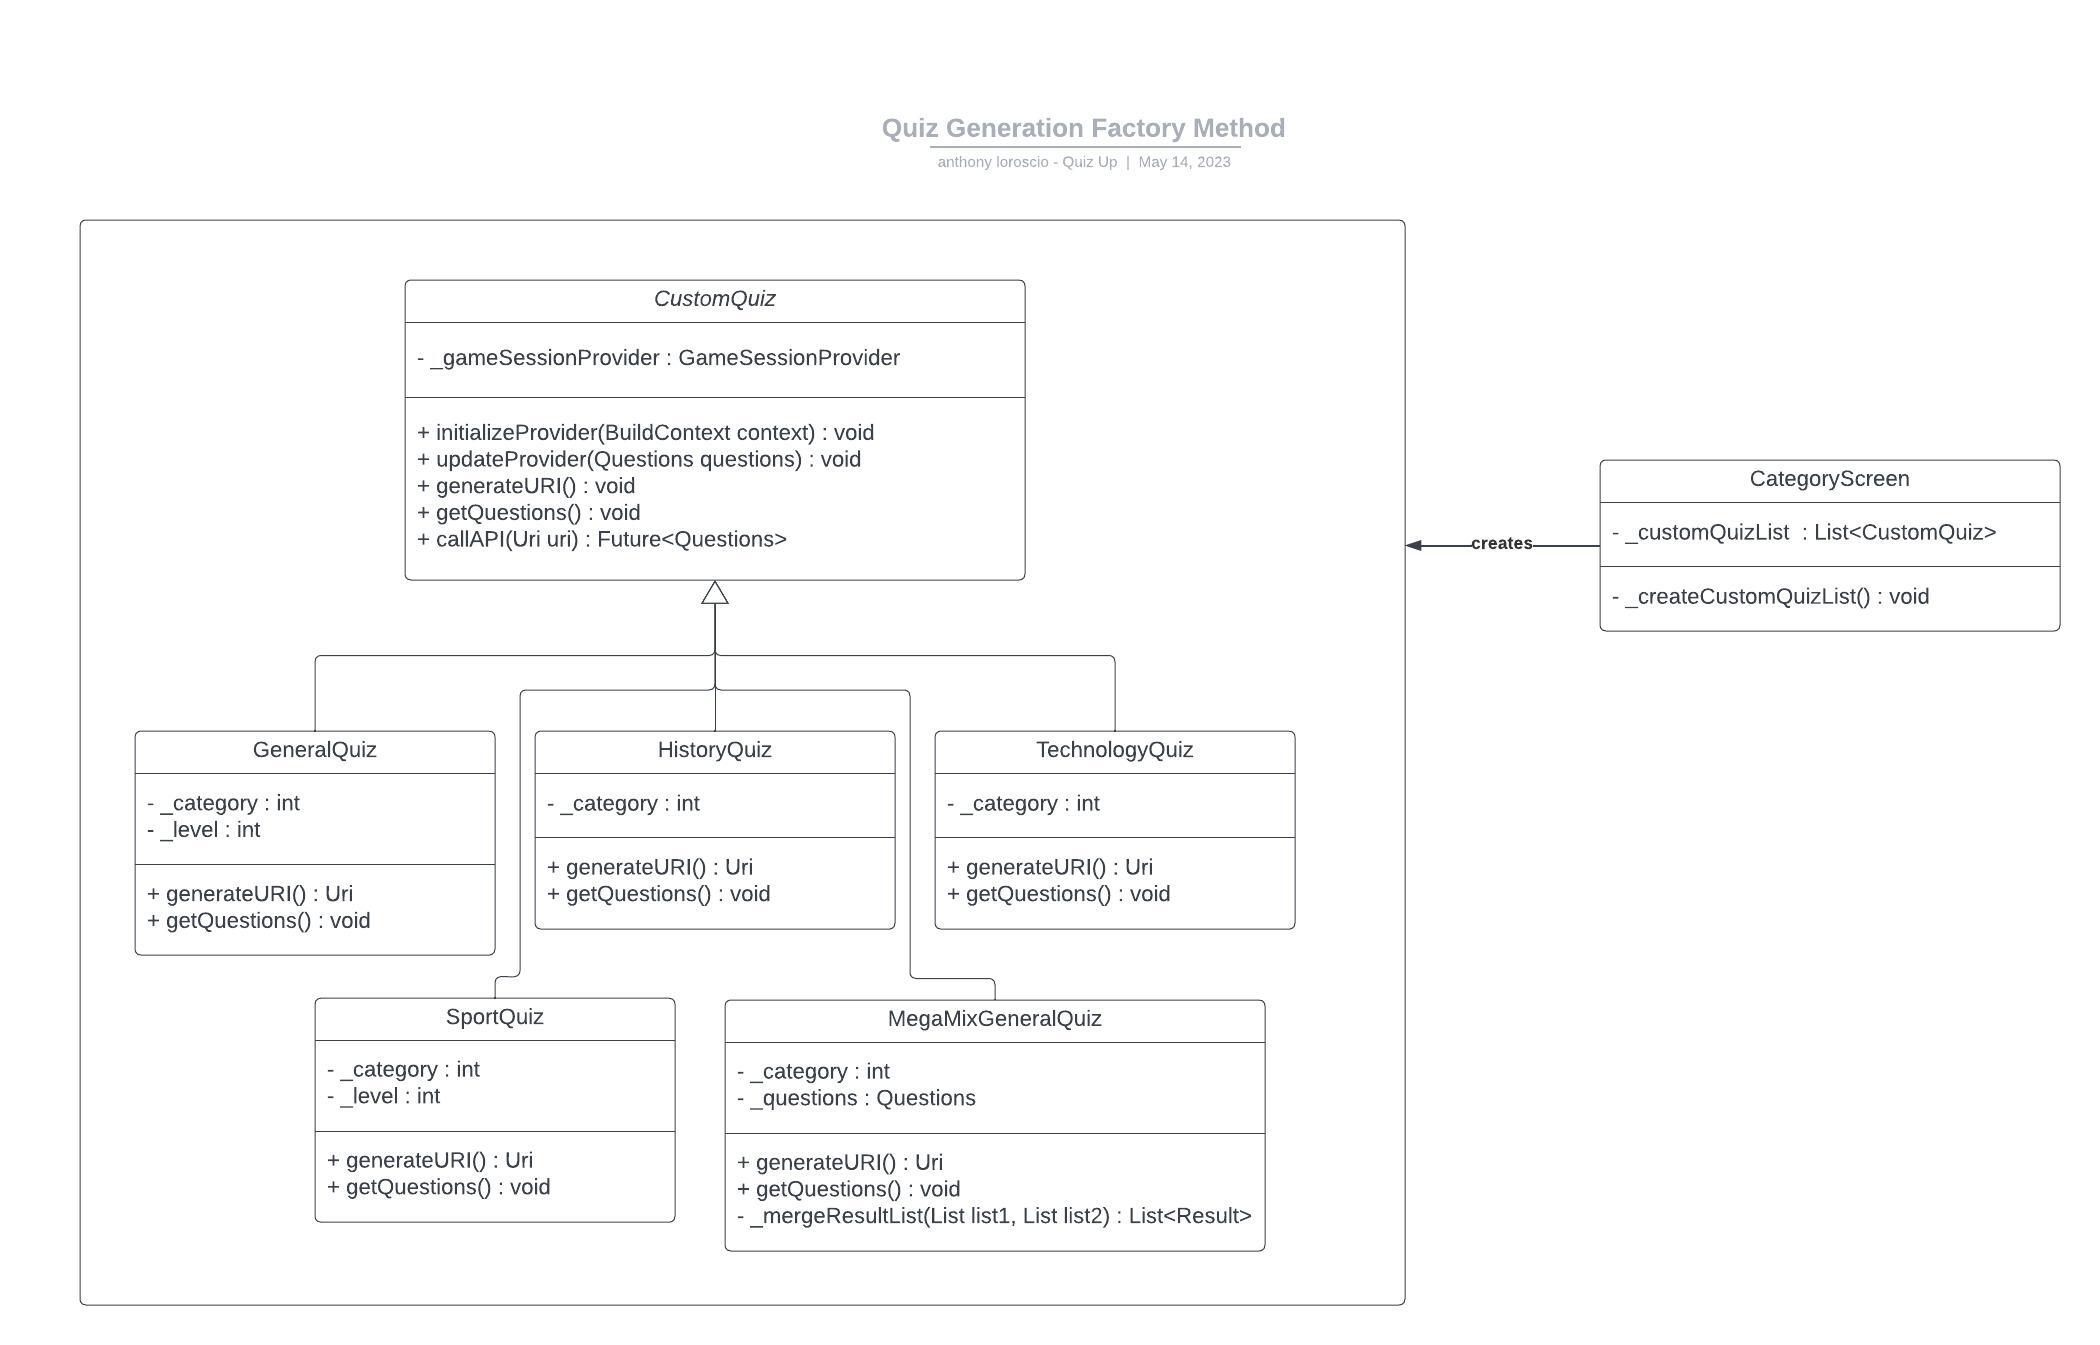 Quiz Generation Factory Method
anthony loroscio - Quiz Up | May 14, 2023
CustomQuiz
- _gameSessionProvider : GameSessionProvider
+ initializeProvider(BuildContext context) : void
+ updateProvider(Questions questions) : void
+ generateURI() : void
+ getQuestions() : void
+ callAPI(Uri uri) : Future<Questions>
creates
CategoryScreen
- _customQuizList : List<CustomQuiz>
- _createCustomQuizList() : void
GeneralQuiz
- _category : int
- _level : int
+ generateURI() : Uri
+ getQuestions() : void
HistoryQuiz
- _category : int
+ generateURI() : Uri
+ getQuestions() : void
TechnologyQuiz
- _category : int
+ generateURI() : Uri
+ getQuestions() : void
SportQuiz
- _category : int
- _level : int
+ generateURI() : Uri
+ getQuestions() : void
MegaMixGeneralQuiz
- _category : int
- _questions : Questions
+ generateURI() : Uri
+ getQuestions() : void
- _mergeResultList(List list1, List list2) : List<Result>